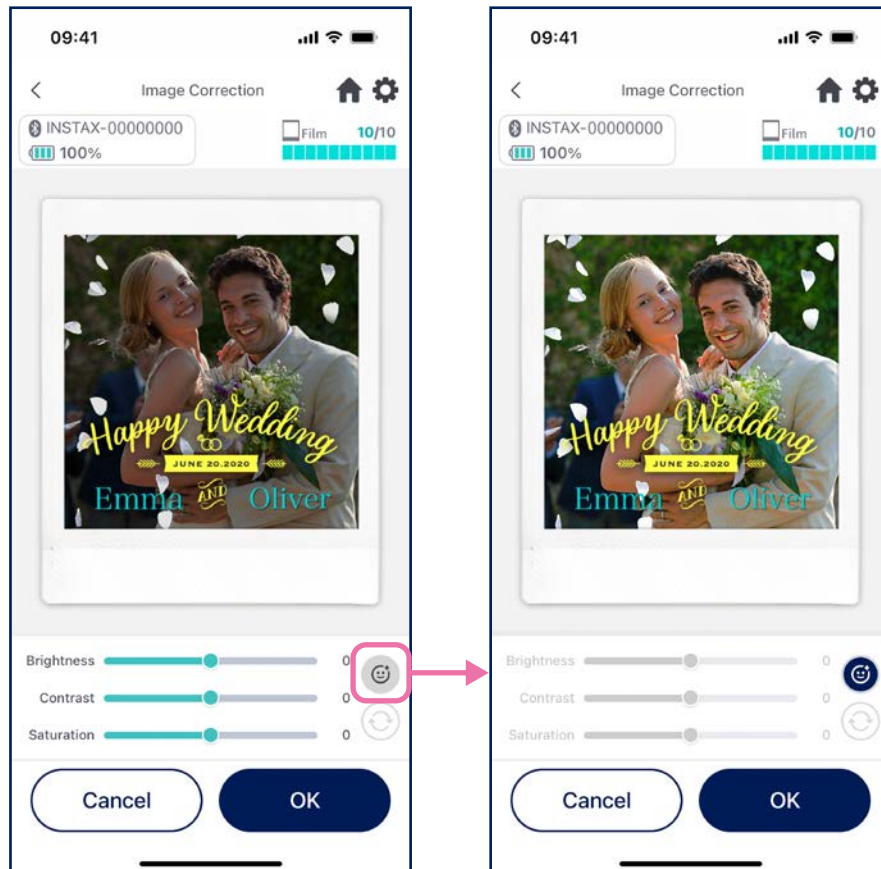 09:41
Image Correction
INSTAX-00000000
100%
Film 10/10
Happy Wedding
JUNE 20.2020
Emma AND Oliver
Brightness 0
Contrast 0
Saturation 0
Cancel
OK
09:41
Image Correction
INSTAX-00000000
100%
Film 10/10
Happy Wedding
JUNE 20.2020
Emma AND Oliver
Brightness 0
Contrast 0
Saturation 0
Cancel
OK